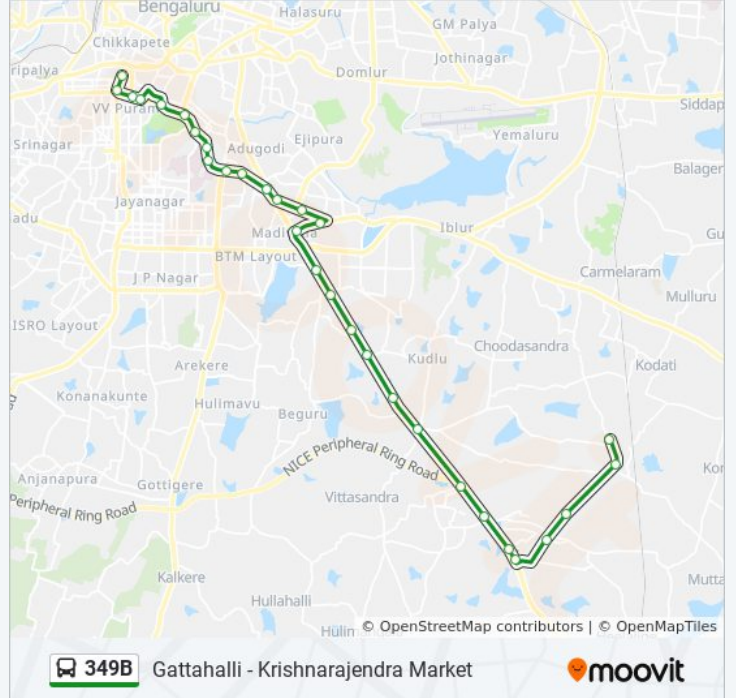 Bengaluru
Halasuru
GM Palya
Chikkapete
Jothinagar
ripalya
Domlur
VV Puram
Siddap
Yemaluru
Srinagar
Adugodi
Ejipura
Balager
Jayanagar
adu
Iblur
Gu
BTM Layout
Carmelaram
J P Nagar
Mulluru
ISRO Layout
Choodasandra
Kudlu
Kodati
Arekere
Konanakunte
Hulimavu
Beguru
NICE Peripheral Ring Road
Kor
Anjanapura
Gottigere
Vittasandra
Peripheral Ring Road
Kalkere
Mutta
Hullahalli
Hulin
© OpenStreetMap contributors | © OpenMapTiles
349B Gattahalli - Krishnarajendra Market
moovit